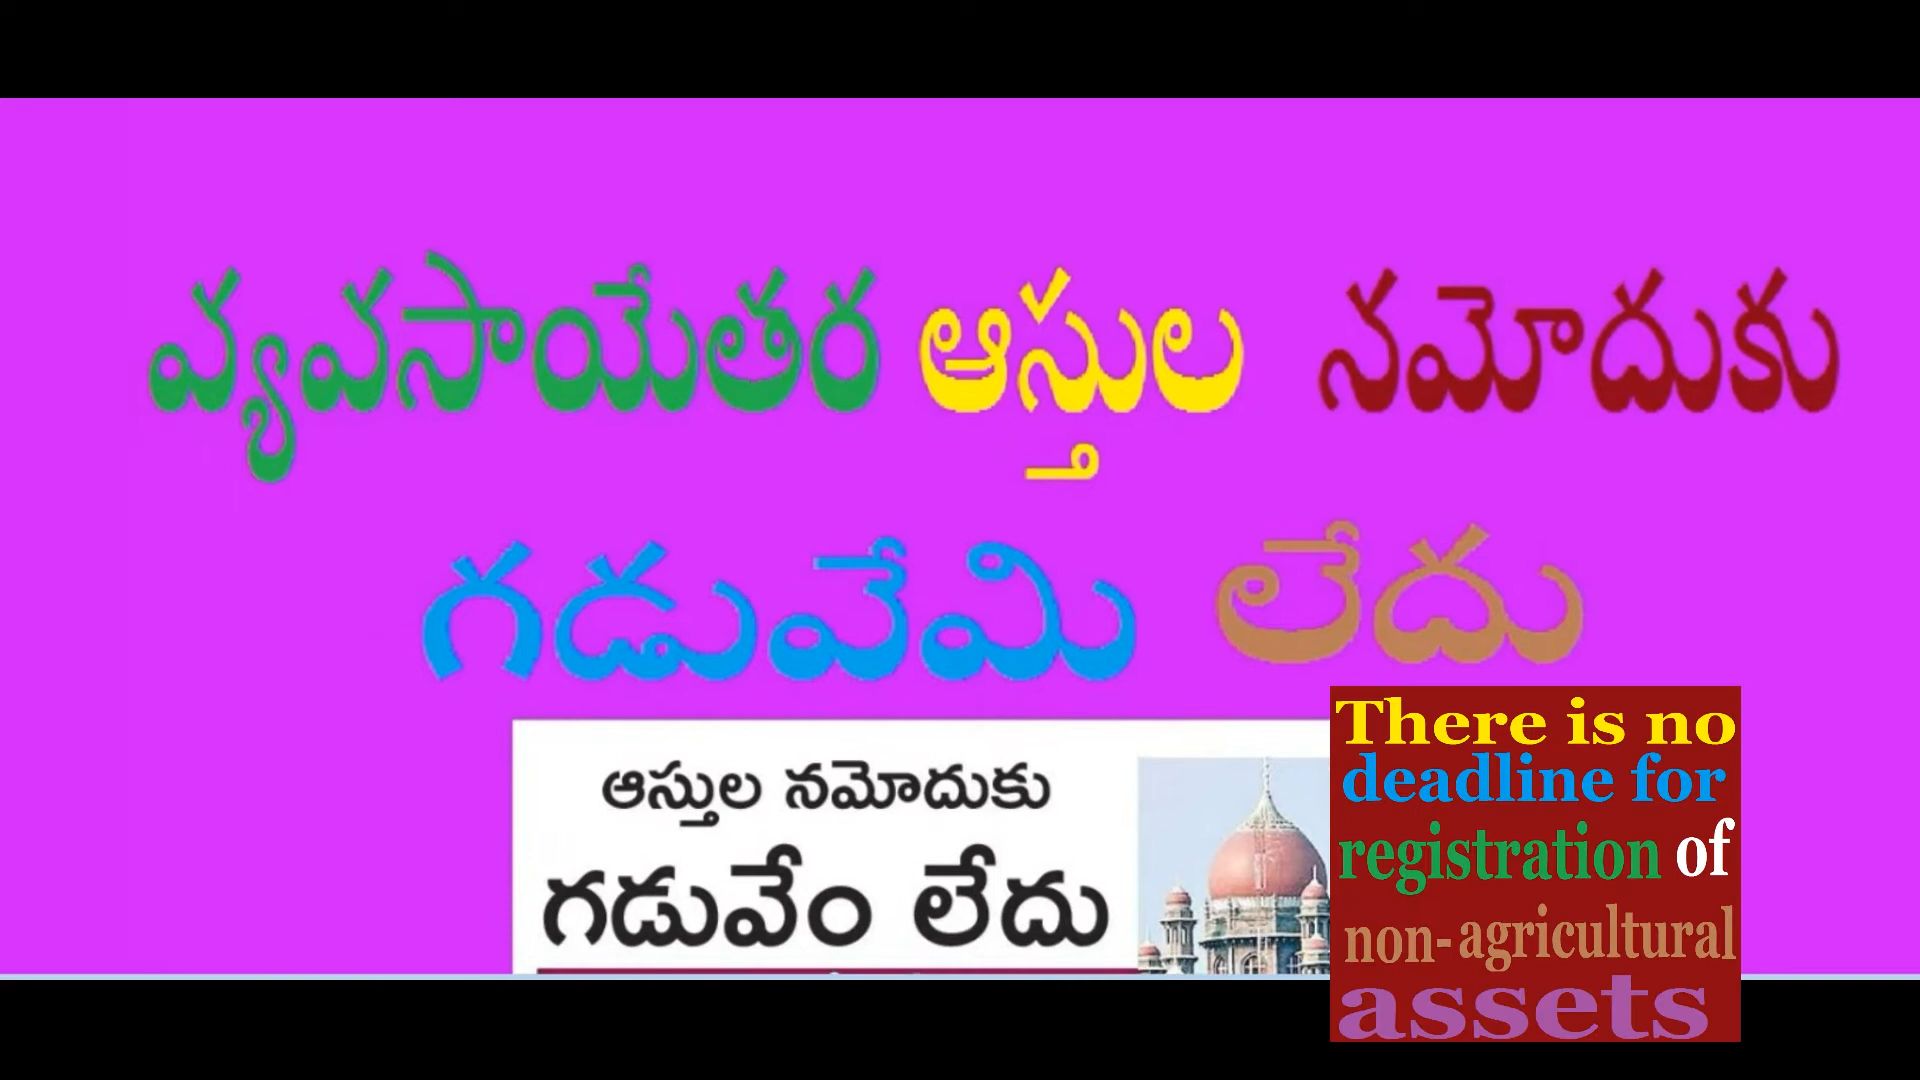 వ్యవసాయేతర ఆస్తుల నమోదుకు
గడువేమి లేదు
ఆస్తుల నమోదుకు
గడువేం లేదు
There is no
deadline for
registration of
non-agricultural
assets